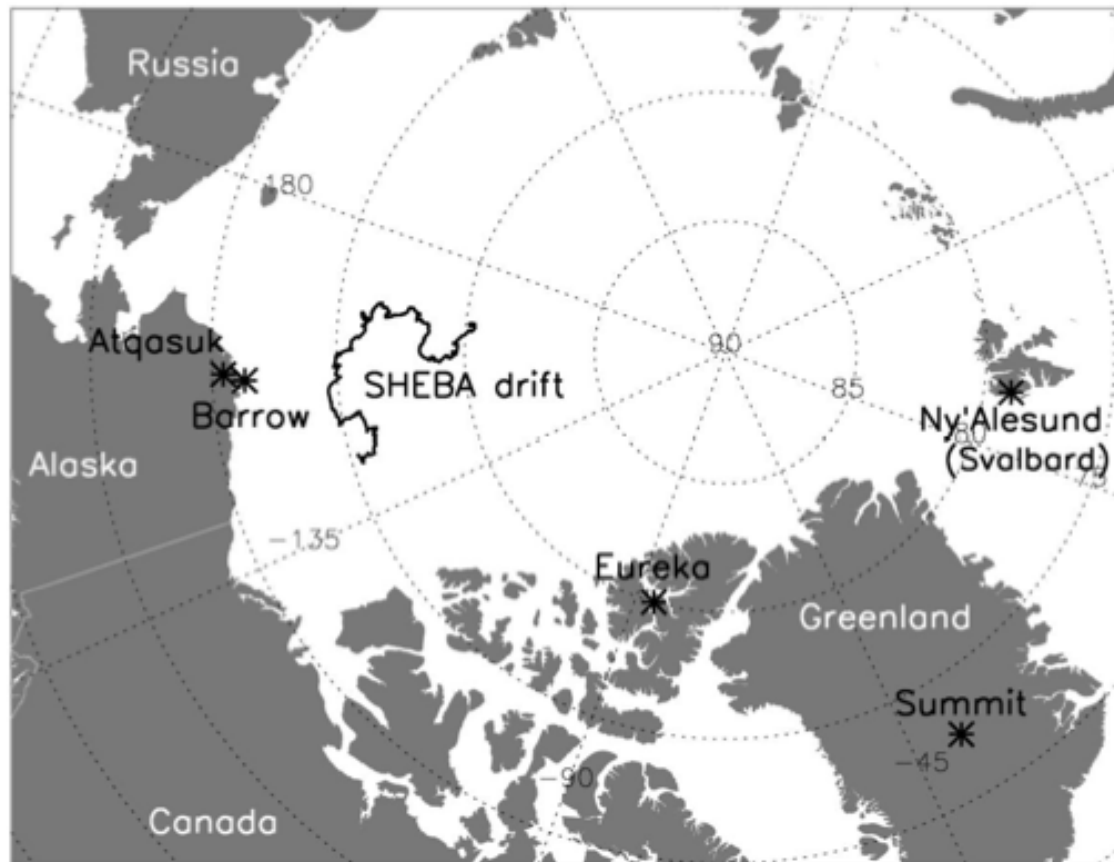 Russia
180
Atqasuk
SHEBA drift
Barrow
90
85
Ny'Alesund
80
(Svalbard)
75
Alaska
-135
Eureka
Greenland
Summit
-45
-90
Canada